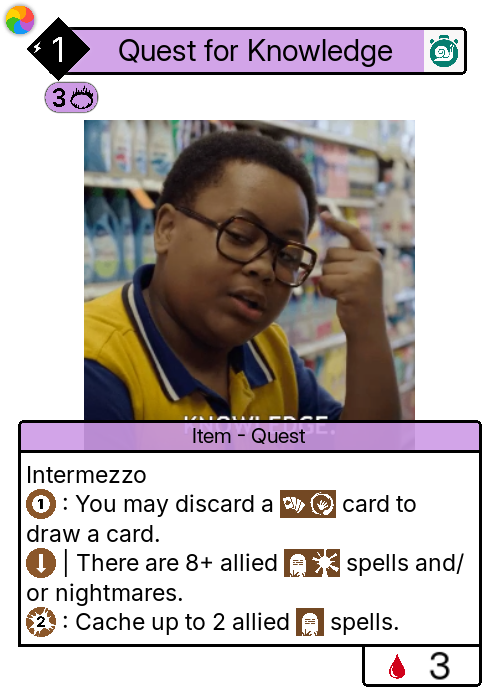 1 Quest for Knowledge
3
KNOWLEDGE.
Item - Quest
Intermezzo
1 : You may discard a card to
draw a card.
| There are 8+ allied spells and/
or nightmares.
2 : Cache up to 2 allied spells.
3